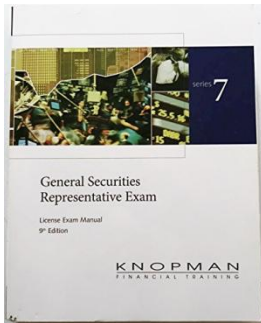 series 7
General Securities
Representative Exam
License Exam Manual
9th Edition
KNOPMAN
FINANCIAL TRAINING